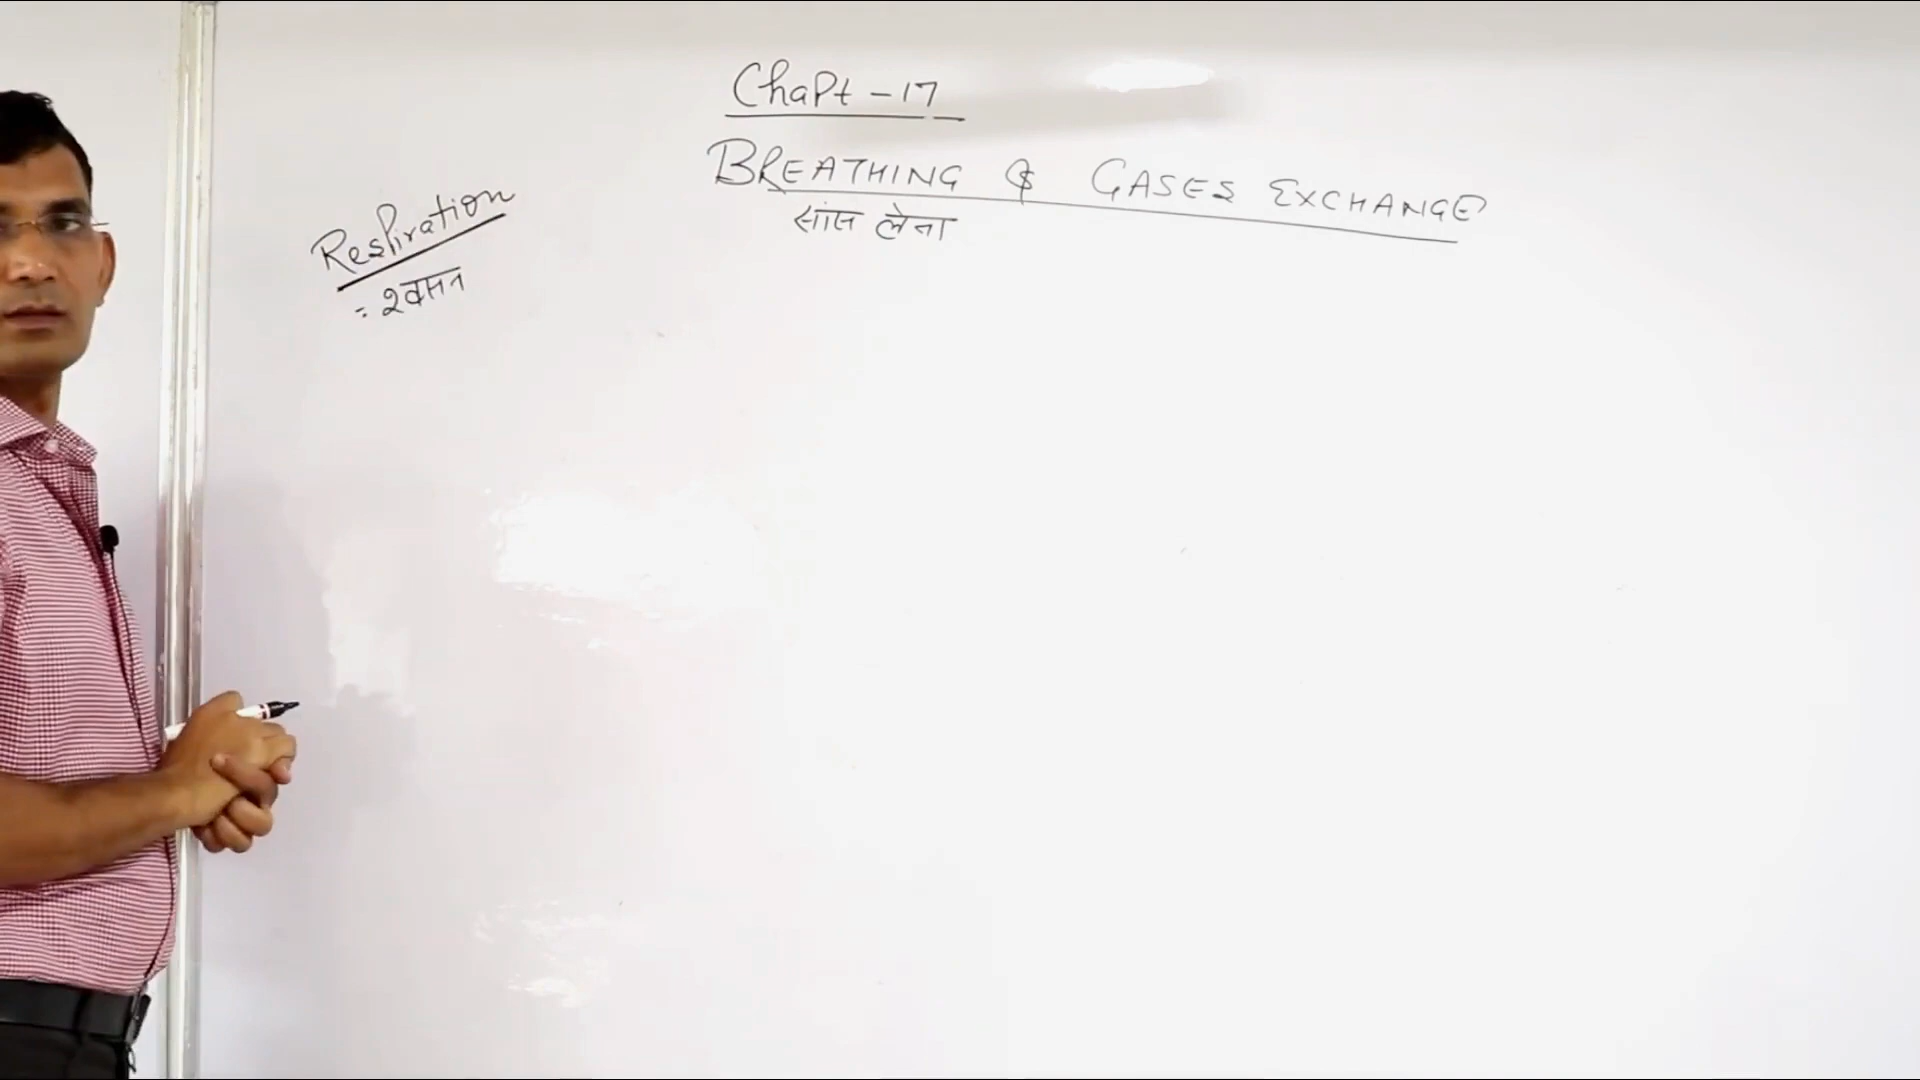 Chapt - 17
BREATHING & GASES EXCHANGE
सांस लेना
Respiration
: श्वसन